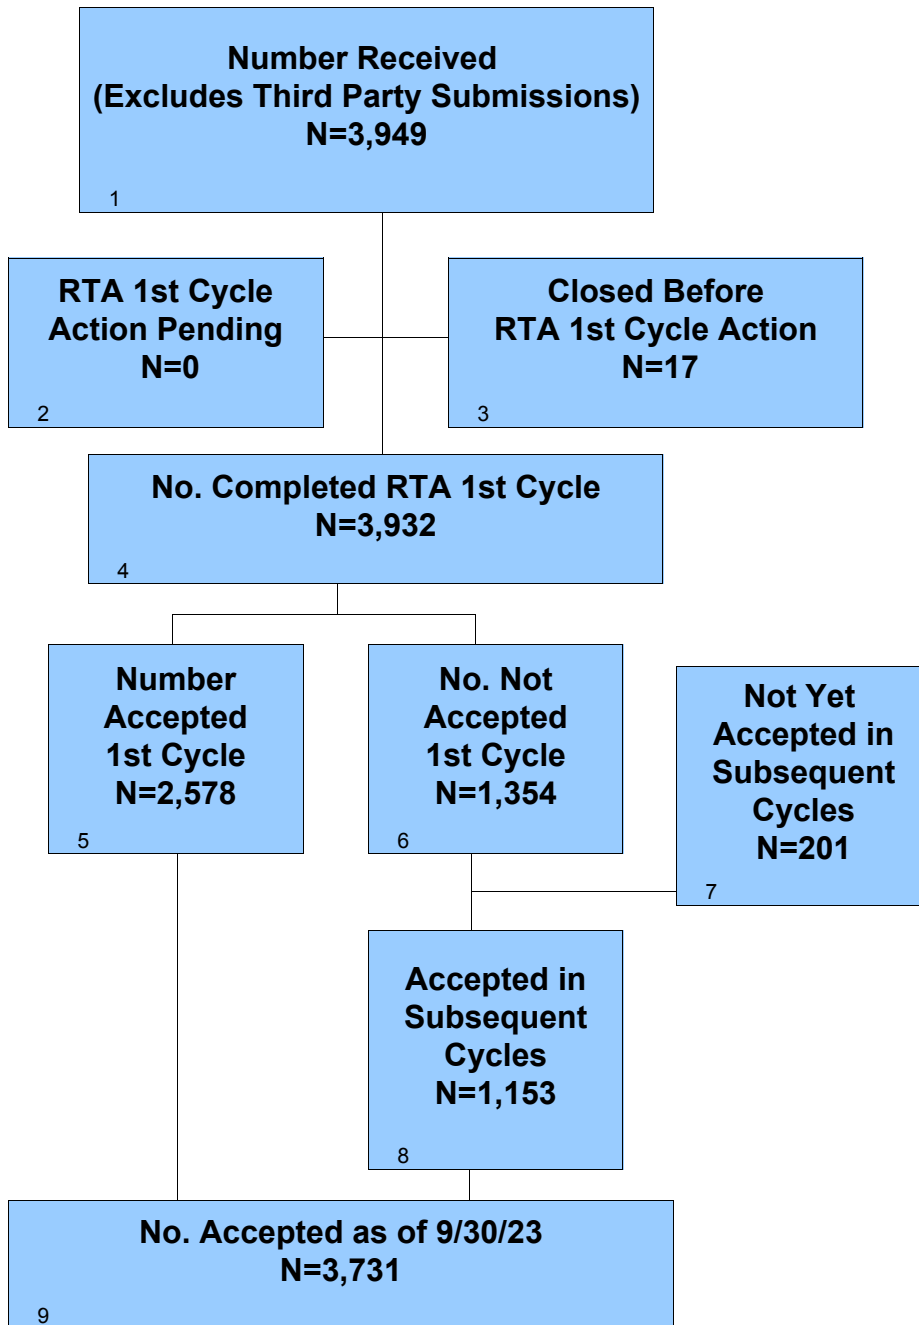 Number Received
(Excludes Third Party Submissions)
N=3,949
1
RTA 1st Cycle
Action Pending
N=0
2
Closed Before
RTA 1st Cycle Action
N=17
3
No. Completed RTA 1st Cycle
N=3,932
4
Number
Accepted
1st Cycle
N=2,578
5
No. Not
Accepted
1st Cycle
N=1,354
6
Not Yet
Accepted in
Subsequent
Cycles
N=201
7
Accepted in
Subsequent
Cycles
N=1,153
8
No. Accepted as of 9/30/23
N=3,731
9